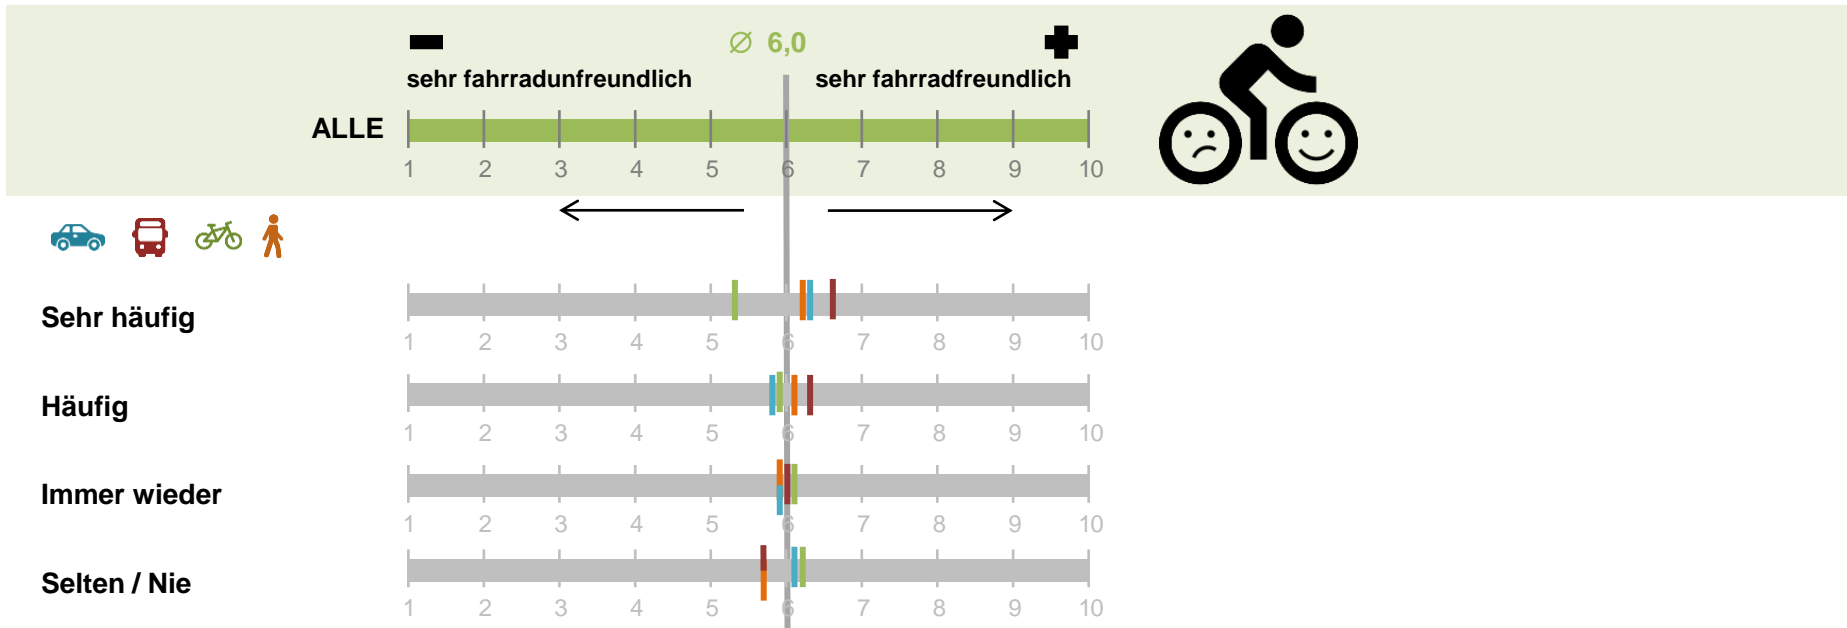 ∅ 6,0
sehr fahrradunfreundlich sehr fahrradfreundlich
ALLE
1 2 3 4 5 6 7 8 9 10
Sehr häufig
1 2 3 4 5 6 7 8 9 10
Häufig
1 2 3 4 5 6 7 8 9 10
Immer wieder
1 2 3 4 5 6 7 8 9 10
Selten / Nie
1 2 3 4 5 6 7 8 9 10